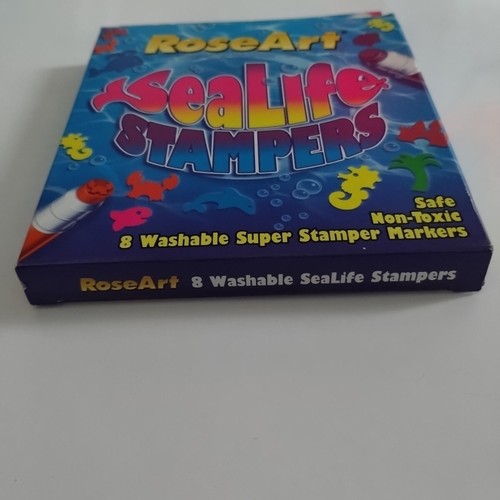 RoseArt
SeaLife
STAMPERS
Safe
Non-Toxic
8 Washable Super Stamper Markers
RoseArt 8 Washable SeaLife Stampers